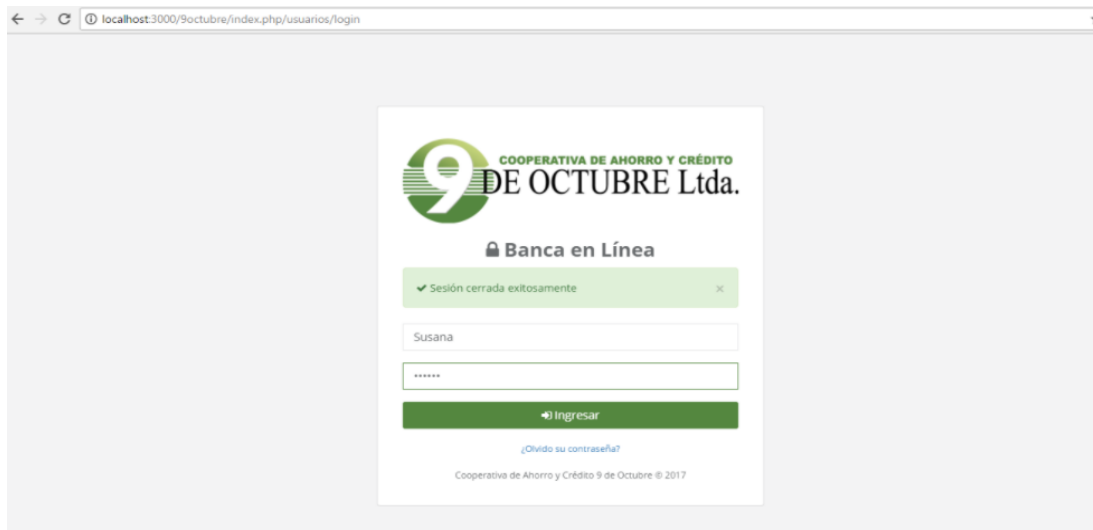 localhost:3000/9octubre/index.php/usuarios/login
9
COOPERATIVA DE AHORRO Y CRÉDITO
DE OCTUBRE Ltda.
Banca en Línea
Sesión cerrada exitosamente ×
Susana
••••••
Ingresar
¿Olvido su contraseña?
Cooperativa de Ahorro y Crédito 9 de Octubre © 2017